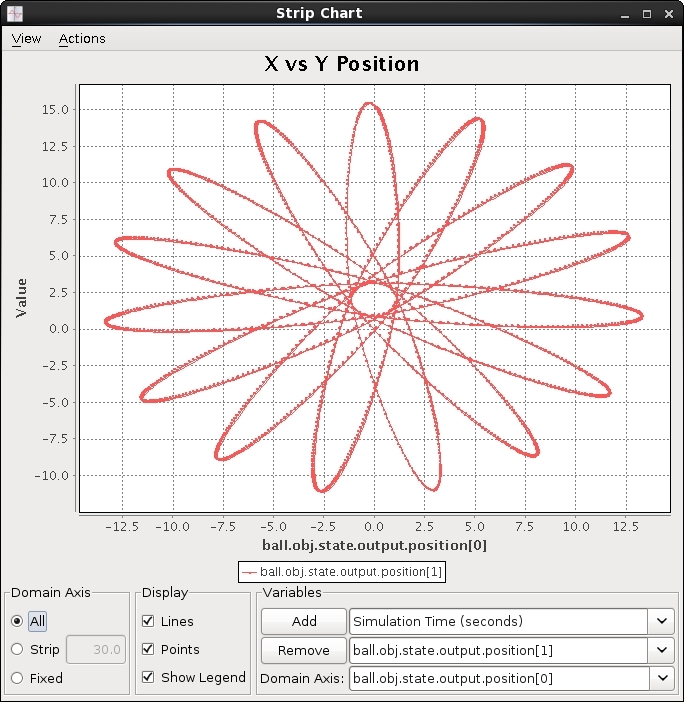 Strip Chart
View Actions
X vs Y Position
15.0
12.5
10.0
7.5
5.0
2.5
0.0
-2.5
-5.0
-7.5
-10.0
Value
-12.5 -10.0 -7.5 -5.0 -2.5 0.0 2.5 5.0 7.5 10.0 12.5
ball.obj.state.output.position[0]
ball.obj.state.output.position[1]
Domain Axis
All
Strip 30.0
Fixed
Display
Lines
Points
Show Legend
Variables
Add Simulation Time (seconds)
Remove ball.obj.state.output.position[1]
Domain Axis: ball.obj.state.output.position[0]